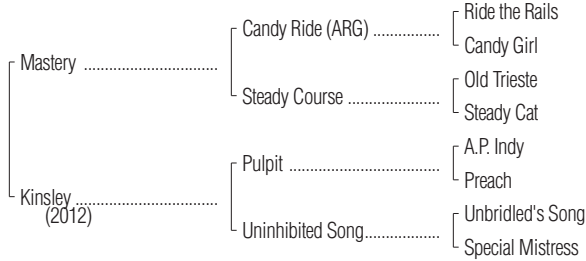 Ride the Rails
Candy Ride (ARG) .................
Candy Girl
Mastery ..................................
Old Trieste
Steady Course .......................
Steady Cat
A.P. Indy
Pulpit ......................................
Preach
Kinsley ....................................
(2012)
Unbridled's Song
Uninhibited Song...................
Special Mistress